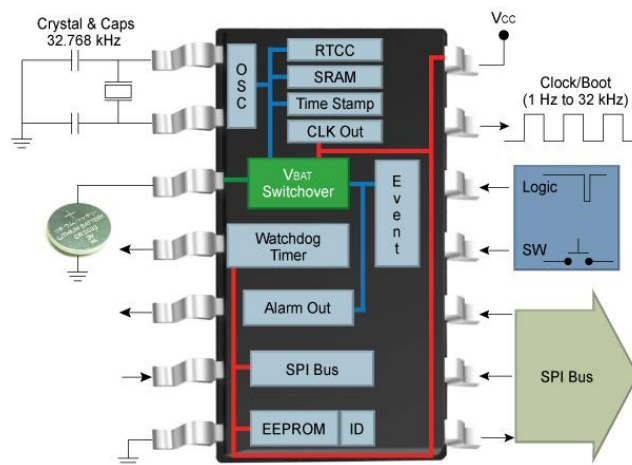 Crystal & Caps
32.768 kHz
OSC
RTCC
SRAM
Time Stamp
CLK Out
VBAT
Switchover
Event
Watchdog
Timer
Alarm Out
SPI Bus
EEPROM
ID
VCC
Clock/Boot
(1 Hz to 32 kHz)
Logic
SW
SPI Bus